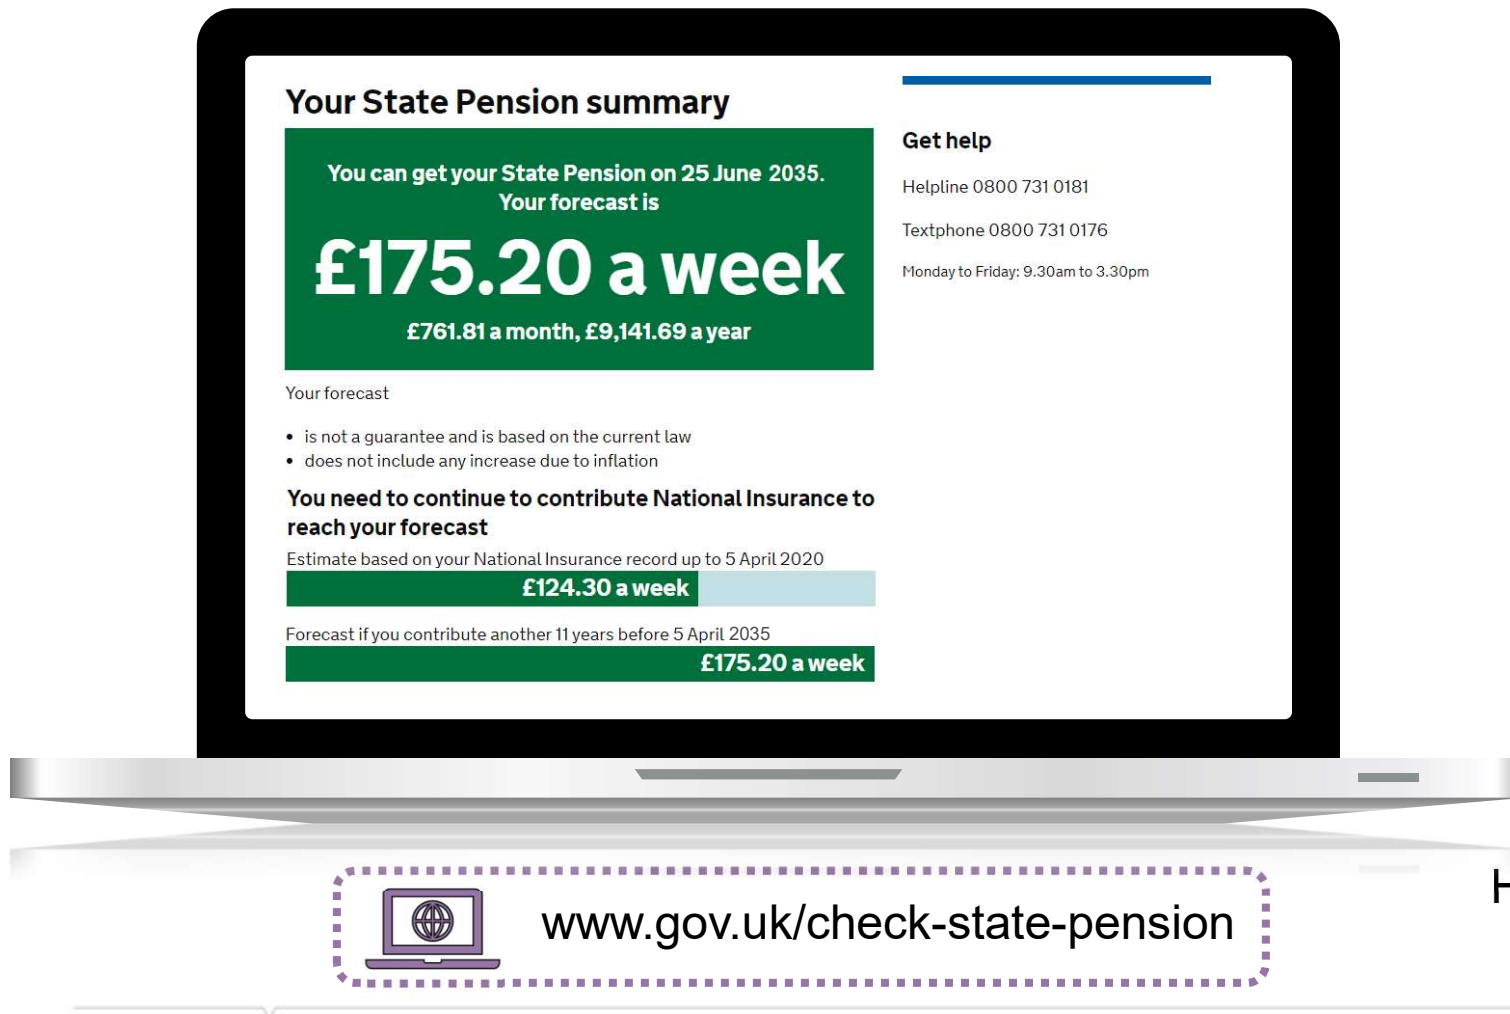 Your State Pension summary
You can get your State Pension on 25 June 2035.
Your forecast is
£175.20 a week
£761.81 a month, £9,141.69 a year
Your forecast
• is not a guarantee and is based on the current law
• does not include any increase due to inflation
You need to continue to contribute National Insurance to
reach your forecast
Estimate based on your National Insurance record up to 5 April 2020
£124.30 a week
Forecast if you contribute another 11 years before 5 April 2035
£175.20 a week
Get help
Helpline 0800 731 0181
Textphone 0800 731 0176
Monday to Friday: 9.30am to 3.30pm
www.gov.uk/check-state-pension